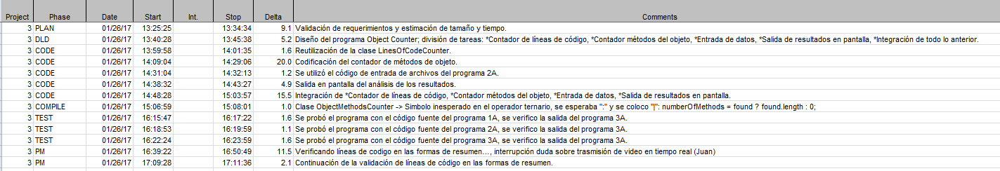 Project Phase Date Start Int. Stop Delta Comments
3 PLAN 01/26/17 13:25:25 13:34:34 9.1 Validación de requerimientos y estimación de tamaño y tiempo.
3 DLD 01/26/17 13:40:28 13:45:38 5.2 Diseño del programa Object Counter; división de tareas: *Contador de líneas de código, *Contador métodos del objeto, *Entrada de datos, *Salida de resultados en pantalla, *Integración de todo lo anterior.
3 CODE 01/26/17 13:59:58 14:01:35 1.6 Reutilización de la clase LinesOfCodeCounter.
3 CODE 01/26/17 14:09:04 14:29:06 20.0 Codificación del contador de métodos de objeto.
3 CODE 01/26/17 14:31:04 14:32:13 1.2 Se utilizó el código de entrada de archivos del programa 2A.
3 CODE 01/26/17 14:38:32 14:43:27 4.9 Salida en pantalla del análisis de los resultados.
3 CODE 01/26/17 14:48:28 15:03:57 15.5 Integración de *Contador de líneas de código, *Contador métodos del objeto, *Entrada de datos, *Salida de resultados en pantalla.
3 COMPILE 01/26/17 15:06:59 15:08:01 1.0 Clase ObjectMethodsCounter -> Simbolo inesperado en el operador ternario, se esperaba ":" y se coloco "|": numberOfMethods = found ? found.length : 0;
3 TEST 01/26/17 16:15:47 16:17:22 1.6 Se probó el programa con el código fuente del programa 1A, se verifico la salida del programa 3A.
3 TEST 01/26/17 16:18:53 16:19:59 1.1 Se probó el programa con el código fuente del programa 2A, se verifico la salida del programa 3A.
3 TEST 01/26/17 16:22:24 16:23:59 1.6 Se probó el programa con el código fuente del programa 3A, se verifico la salida del programa 3A.
3 PM 01/26/17 16:39:22 16:50:49 11.5 Verificando líneas de codigo en las formas de resumen..., interrupción duda sobre trasmisión de video en tiempo real (Juan)
3 PM 01/26/17 17:09:28 17:11:36 2.1 Continuación de la validación de líneas de código en las formas de resumen.